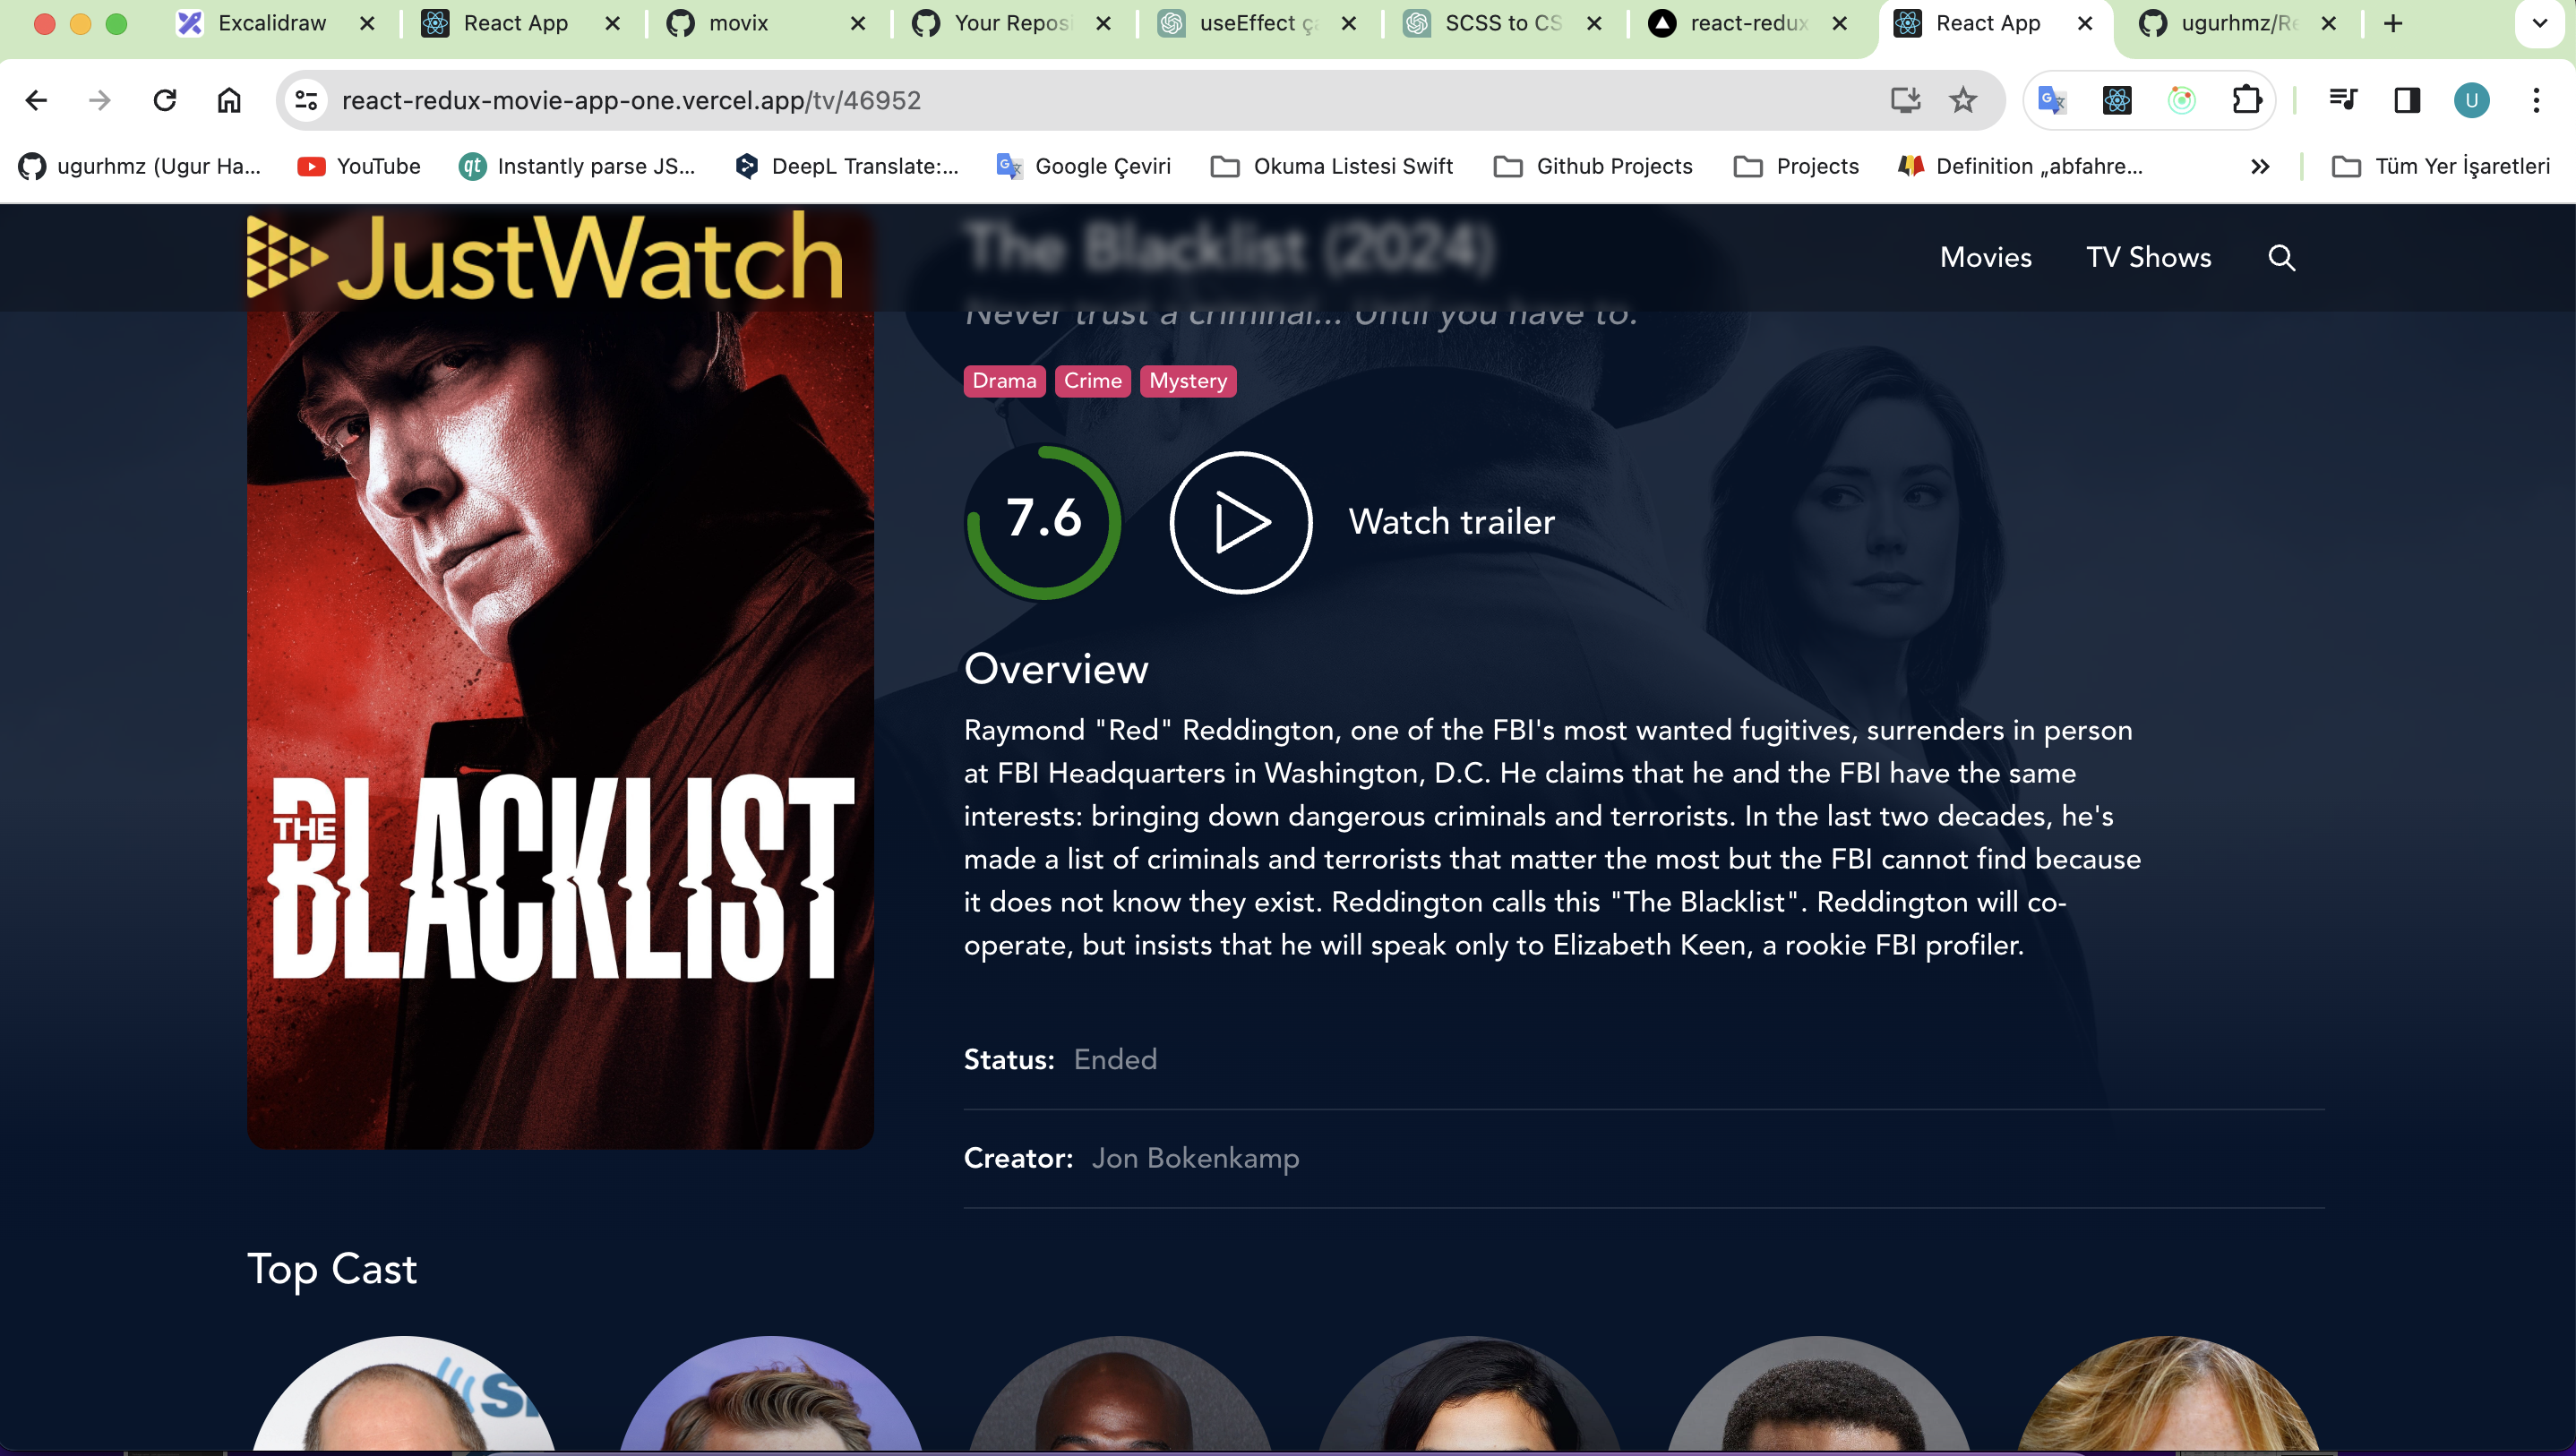 Excalidraw
React App
movix
Your Reposi
useEffect ça
SCSS to CS
react-redux
React App
ugurhmz/Re
react-redux-movie-app-one.vercel.app/tv/46952
U
ugurhmz (Ugur Ha...
YouTube
qt Instantly parse JS...
DeepL Translate:...
Google Çeviri
Okuma Listesi Swift
Github Projects
Projects
Definition „abfahre...
Tüm Yer İşaretleri
JustWatch
Movies
TV Shows
The Blacklist (2024)
Never trust a criminal... Until you have to.
Drama
Crime
Mystery
7.6
Watch trailer
THE
BLACKLIST
Overview
Raymond "Red" Reddington, one of the FBI's most wanted fugitives, surrenders in person
at FBI Headquarters in Washington, D.C. He claims that he and the FBI have the same
interests: bringing down dangerous criminals and terrorists. In the last two decades, he's
made a list of criminals and terrorists that matter the most but the FBI cannot find because
it does not know they exist. Reddington calls this "The Blacklist". Reddington will co-
operate, but insists that he will speak only to Elizabeth Keen, a rookie FBI profiler.
Status: Ended
Creator: Jon Bokenkamp
Top Cast